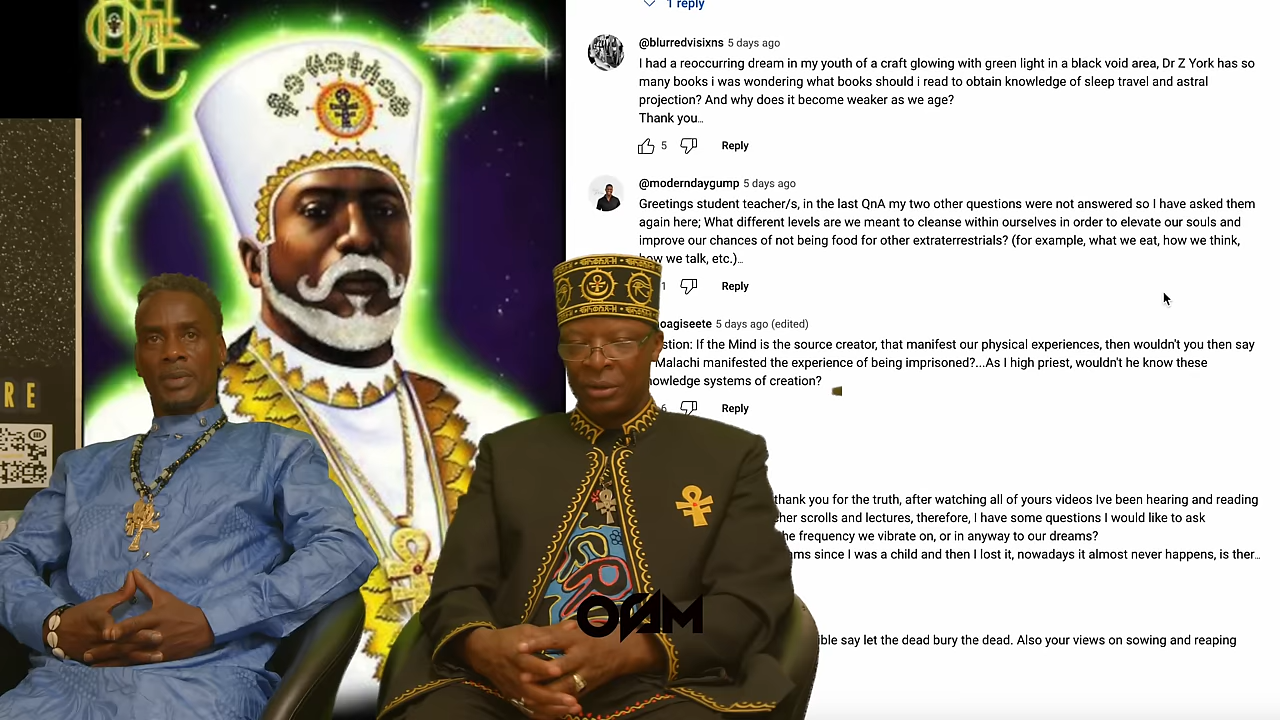 1 reply
@blurredvisixns 5 days ago
I had a reoccurring dream in my youth of a craft glowing with green light in a black void area, Dr Z York has so
many books i was wondering what books should i read to obtain knowledge of sleep travel and astral
projection? And why does it become weaker as we age?
Thank you...
5 Reply
@moderndaygump 5 days ago
Greetings student teacher/s, in the last QnA my two other questions were not answered so I have asked them
again here; What different levels are we meant to cleanse within ourselves in order to elevate our souls and
improve our chances of not being food for other extraterrestrials? (for example, what we eat, how we think,
we talk, etc.)...
Reply
5 days ago (edited)
If the Mind is the source creator, that manifest our physical experiences, then wouldn't you then say
Malachi manifested the experience of being imprisoned?...As I high priest, wouldn't he know these
systems of creation?
Reply
thank you for the truth, after watching all of yours videos Ive been hearing and reading
scrolls and lectures, therefore, I have some questions I would like to ask
frequency we vibrate on, or in anyway to our dreams?
since I was a child and then I lost it, nowadays it almost never happens, is ther...
say let the dead bury the dead. Also your views on sowing and reaping
RE